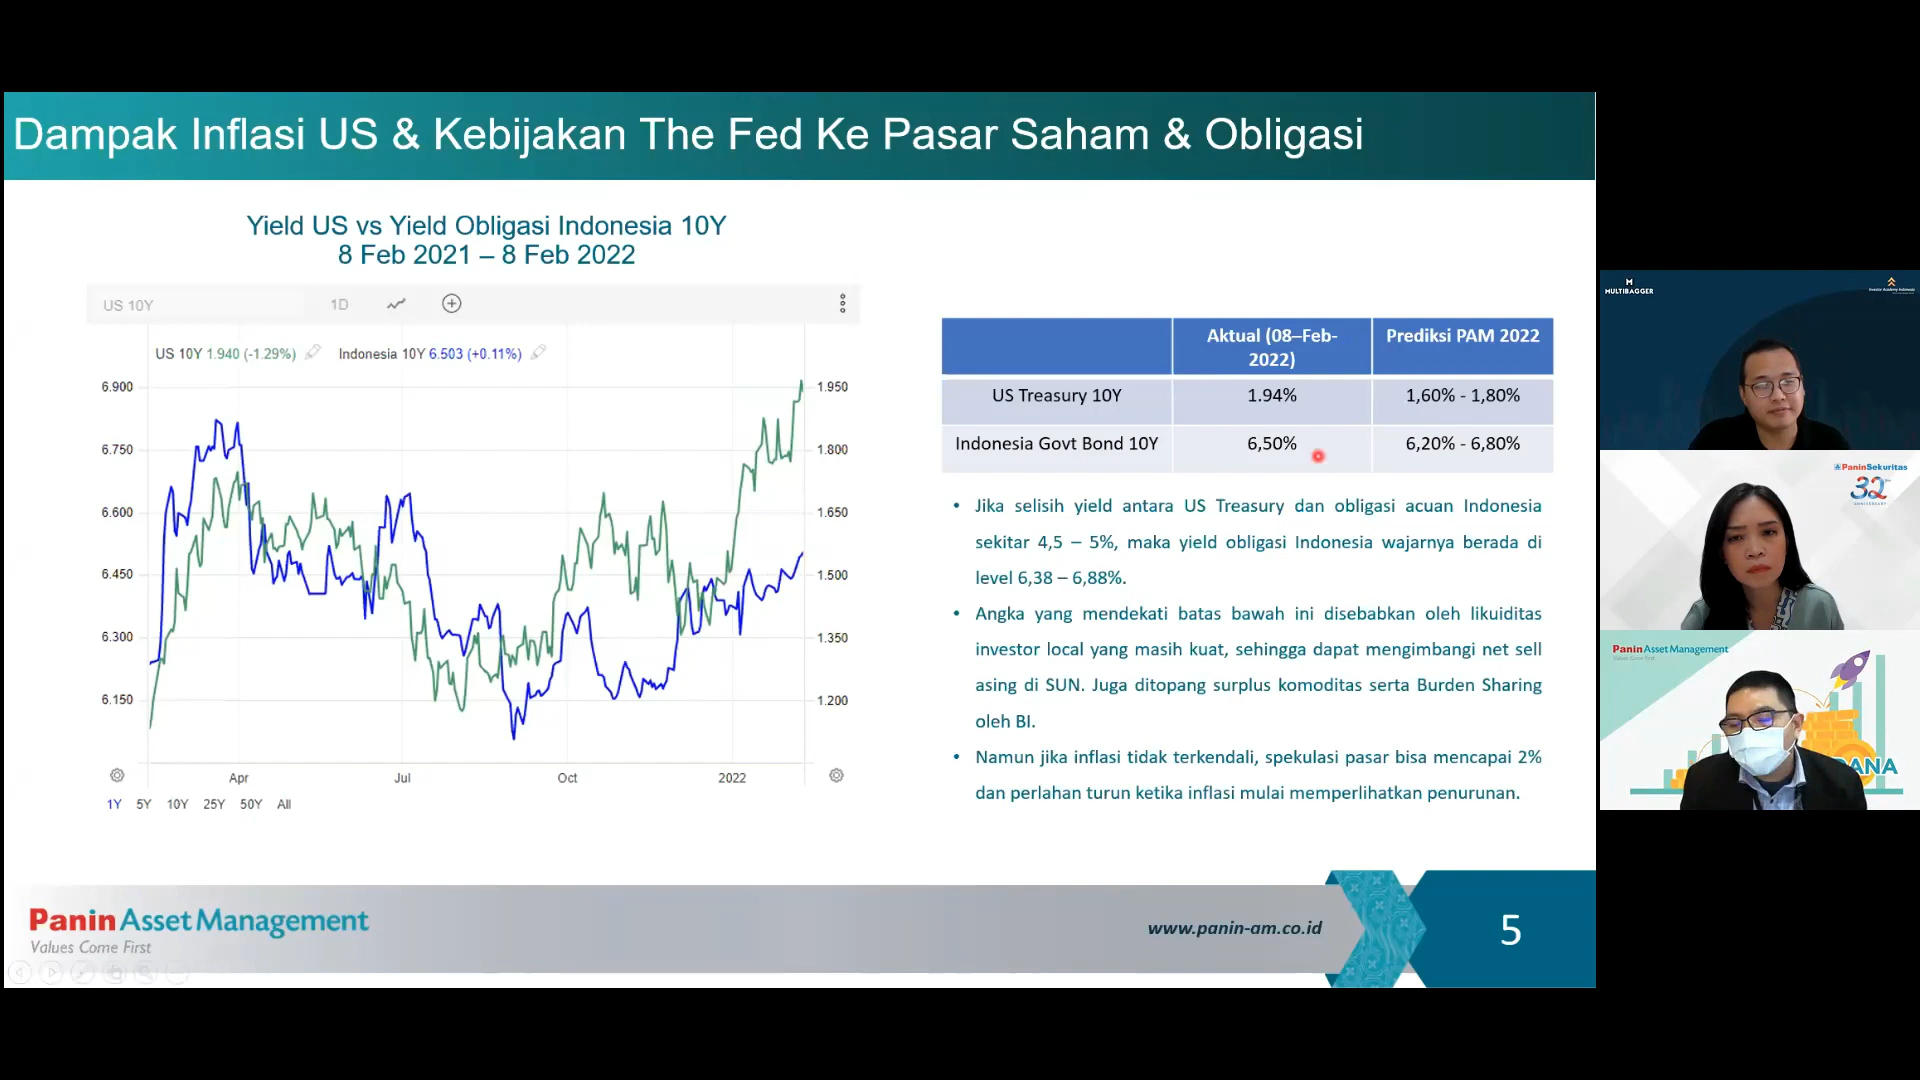 Dampak Inflasi US & Kebijakan The Fed Ke Pasar Saham & Obligasi
Yield US vs Yield Obligasi Indonesia 10Y
8 Feb 2021 – 8 Feb 2022
US 10Y
1D
US 10Y 1.940 (-1.29%)
Indonesia 10Y 6.503 (+0.11%)
6.900
6.750
6.600
6.450
6.300
6.150
1.950
1.800
1.650
1.500
1.350
1.200
Apr
Jul
Oct
2022
1Y 5Y 10Y 25Y 50Y All
Aktual (08–Feb-
2022)
Prediksi PAM 2022
US Treasury 10Y
1.94%
1,60% - 1,80%
Indonesia Govt Bond 10Y
6,50%
6,20% - 6,80%
• Jika selisih yield antara US Treasury dan obligasi acuan Indonesia
sekitar 4,5 – 5%, maka yield obligasi Indonesia wajarnya berada di
level 6,38 – 6,88%.
• Angka yang mendekati batas bawah ini disebabkan oleh likuiditas
investor local yang masih kuat, sehingga dapat mengimbangi net sell
asing di SUN. Juga ditopang surplus komoditas serta Burden Sharing
oleh BI.
• Namun jika inflasi tidak terkendali, spekulasi pasar bisa mencapai 2%
dan perlahan turun ketika inflasi mulai memperlihatkan penurunan.
Panin Asset Management
Values Come First
www.panin-am.co.id
5
MULTIBAGGER
Investor Academy Indonesia
PaninSekuritas
32
ANNIVERSARY
Panin Asset Management
Values Come First